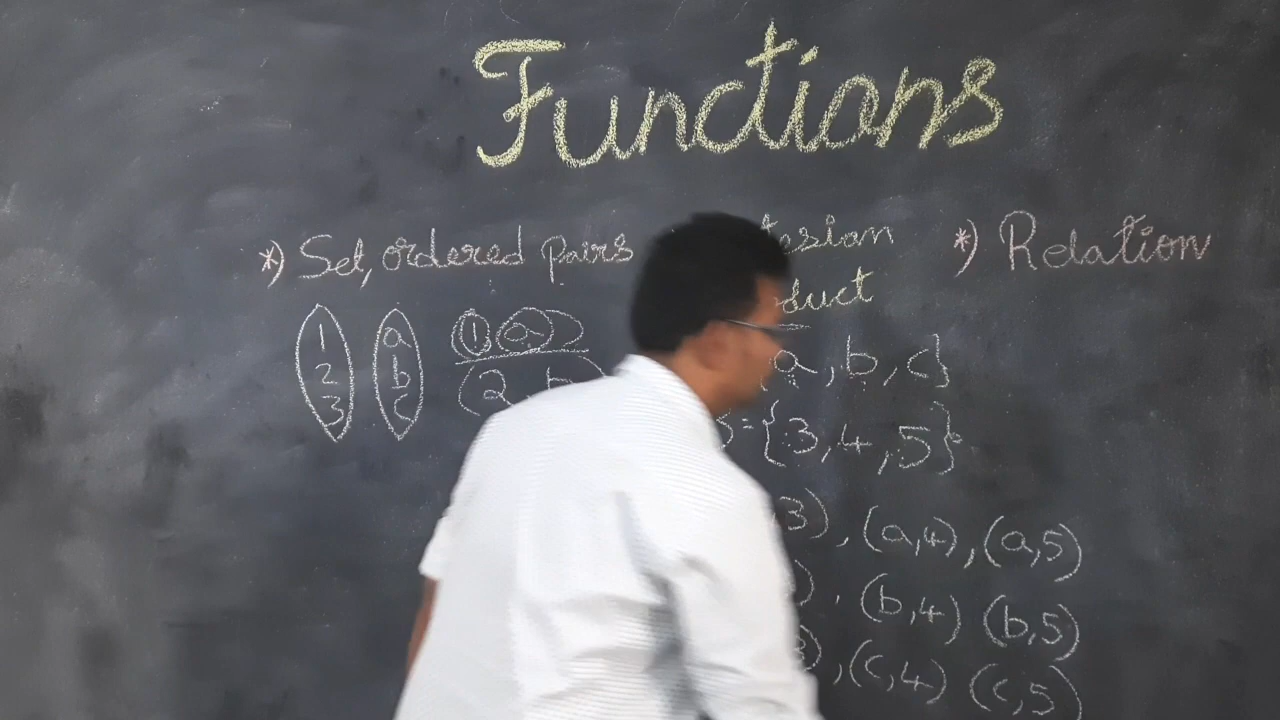 Functions
*) Set, ordered pairs
*) Relation
duct
1 a (1 a)
2 b (2
3 c
a, b, c}
= {3, 4, 5}
3), (a,4), (a,5)
), (b,4) (b,5)
), (c,4) (c,5)